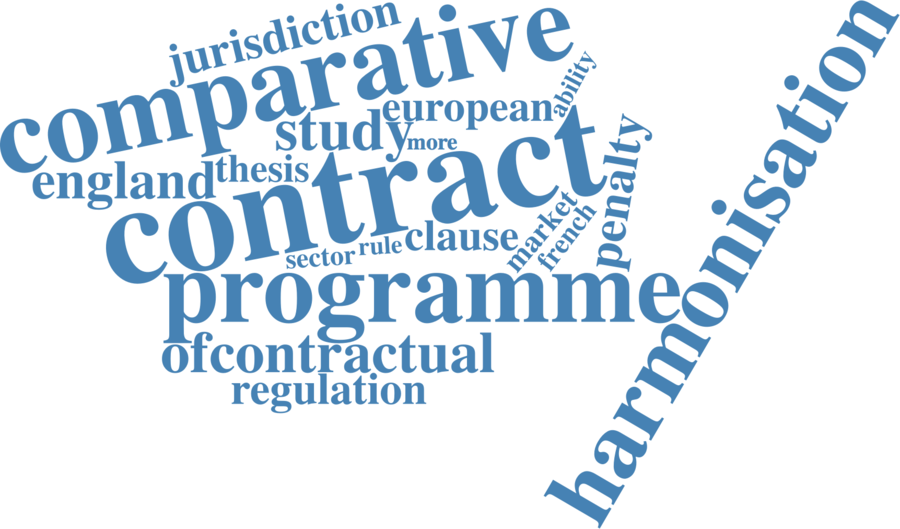 jurisdiction
comparative
european
ability
study
more
england
thesis
contract
penalty
harmonisation
market
french
clause
rule
sector
programme
ofcontractual
regulation